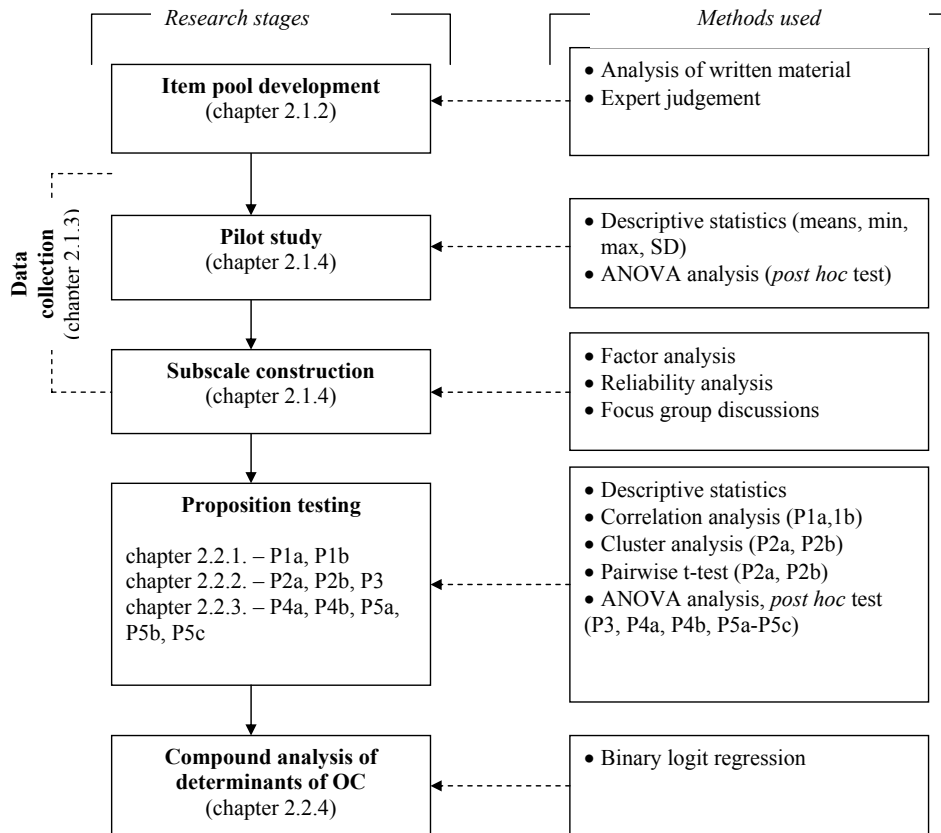 Research stages
Methods used
Item pool development
(chapter 2.1.2)
• Analysis of written material
• Expert judgement
Data
collection
(chapter 2.1.3)
Pilot study
(chapter 2.1.4)
• Descriptive statistics (means, min,
max, SD)
• ANOVA analysis (post hoc test)
Subscale construction
(chapter 2.1.4)
• Factor analysis
• Reliability analysis
• Focus group discussions
Proposition testing
chapter 2.2.1. – P1a, P1b
chapter 2.2.2. – P2a, P2b, P3
chapter 2.2.3. – P4a, P4b, P5a,
P5b, P5c
• Descriptive statistics
• Correlation analysis (P1a,1b)
• Cluster analysis (P2a, P2b)
• Pairwise t-test (P2a, P2b)
• ANOVA analysis, post hoc test
(P3, P4a, P4b, P5a-P5c)
Compound analysis of
determinants of OC
(chapter 2.2.4)
• Binary logit regression